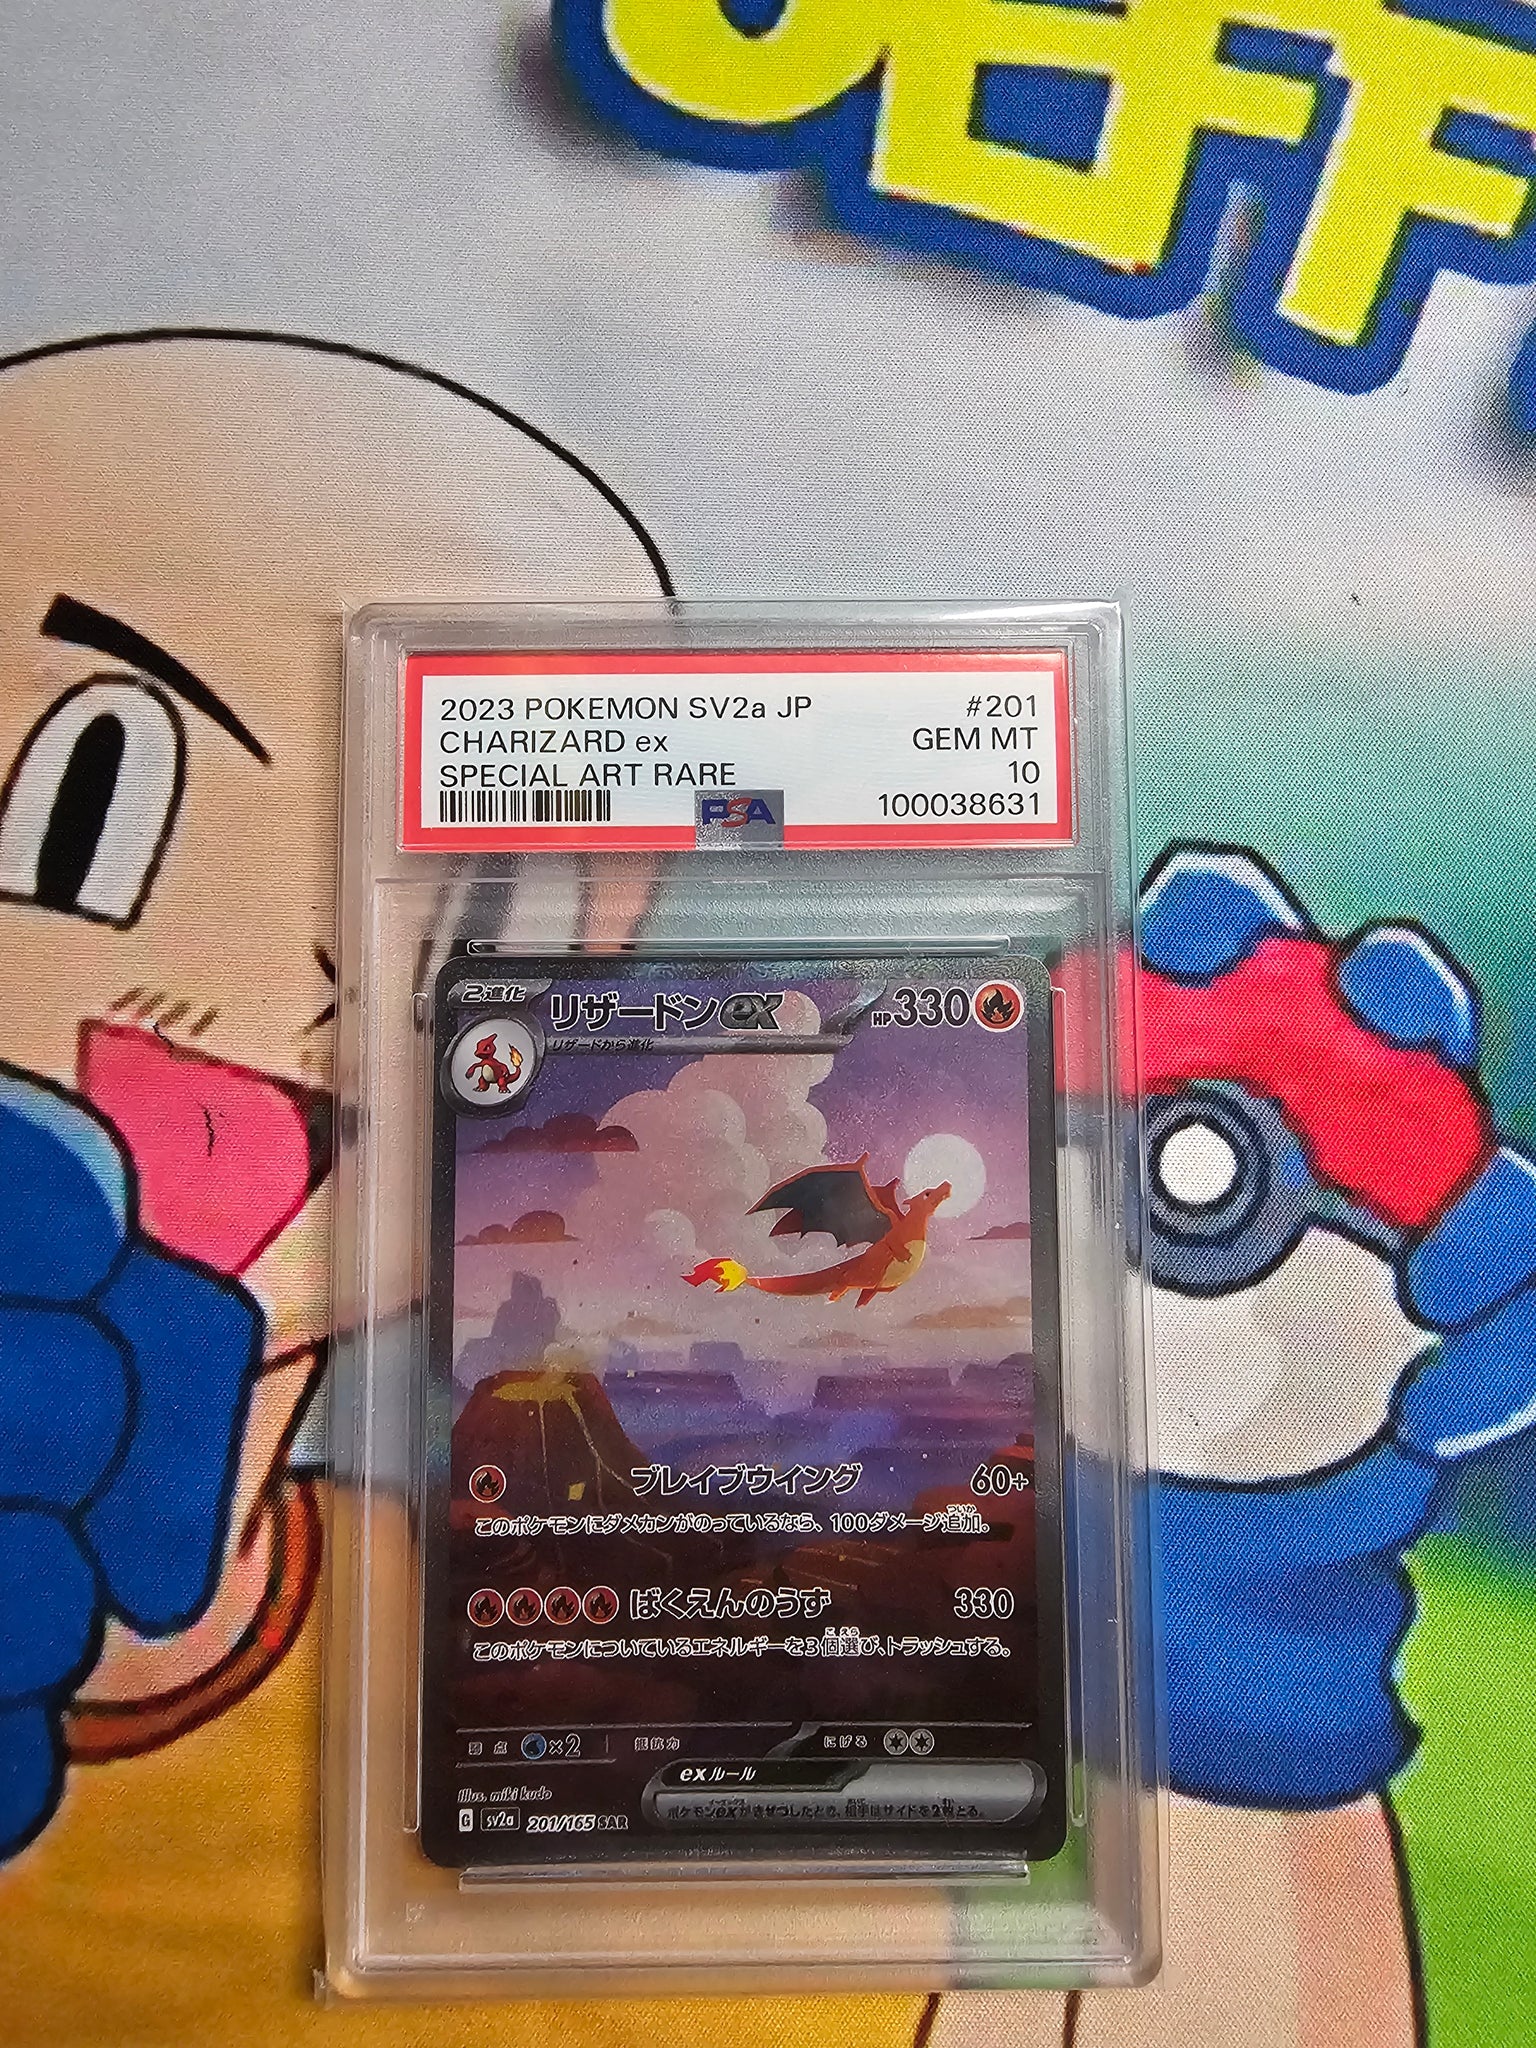 UEFF
2023 POKEMON SV2a JP #201
CHARIZARD ex GEM MT
SPECIAL ART RARE 10
PSA 100038631
2進化 リザードンex HP330
リザードから進化
ブレイブウイング 60+
このポケモンにダメカンがのっているなら、100ダメージ追加。
ばくえんのうず 330
このポケモンについているエネルギーを3個選び、トラッシュする。
弱点 ×2 抵抗力 にげる
exルール
ポケモンexがきぜつしたとき、相手はサイドを2枚とる。
Illus. miki kudo
G sv2a 201/165 SAR